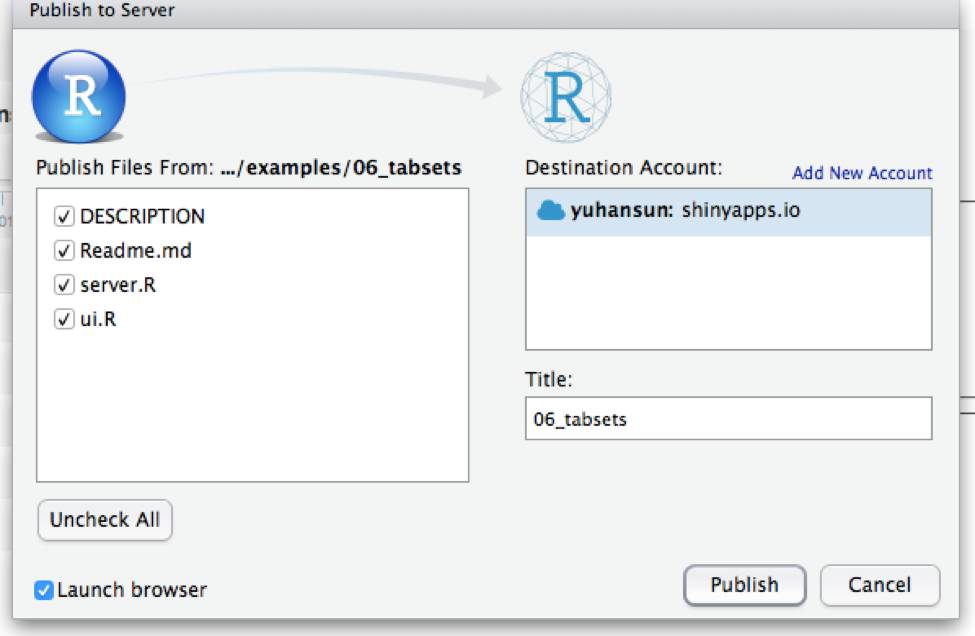 Publish to Server
R
R
Publish Files From: .../examples/06_tabsets
DESCRIPTION
Readme.md
server.R
ui.R
Uncheck All
Launch browser
Destination Account:
Add New Account
yuhansun: shinyapps.io
Title:
06_tabsets
Publish
Cancel